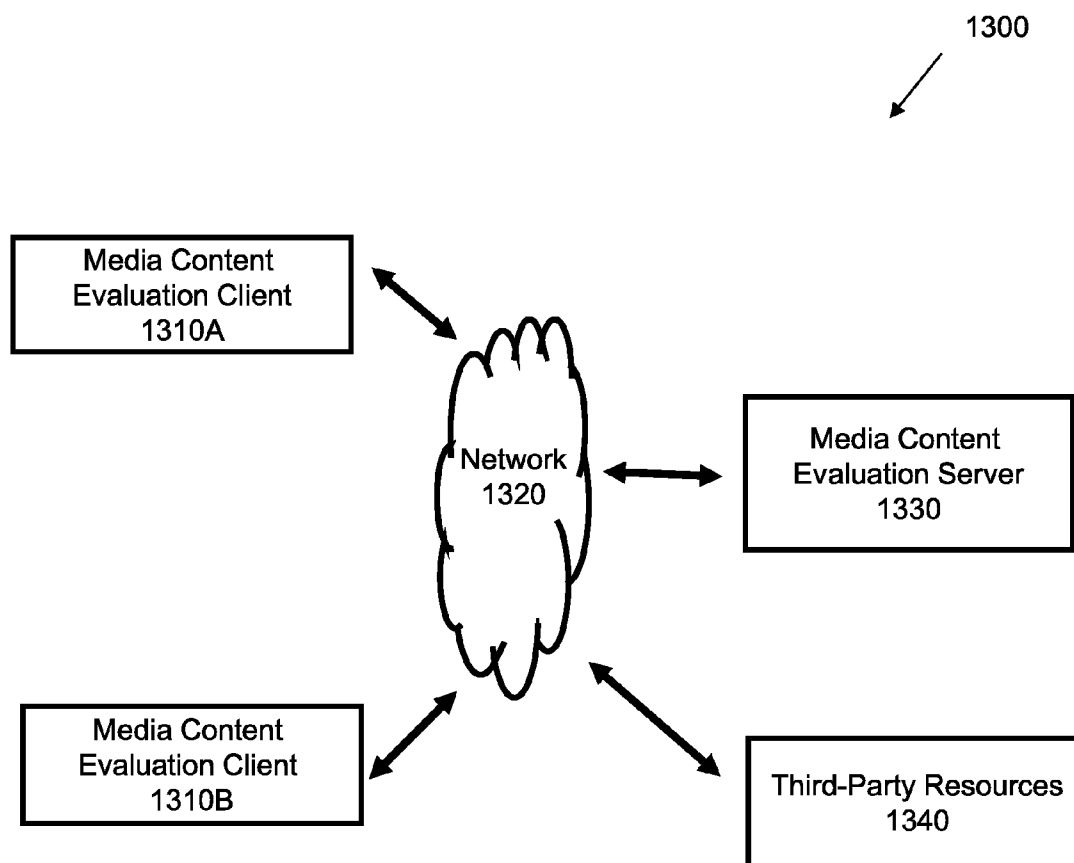 1300
Media Content
Evaluation Client
1310A
Network
1320
Media Content
Evaluation Server
1330
Media Content
Evaluation Client
1310B
Third-Party Resources
1340